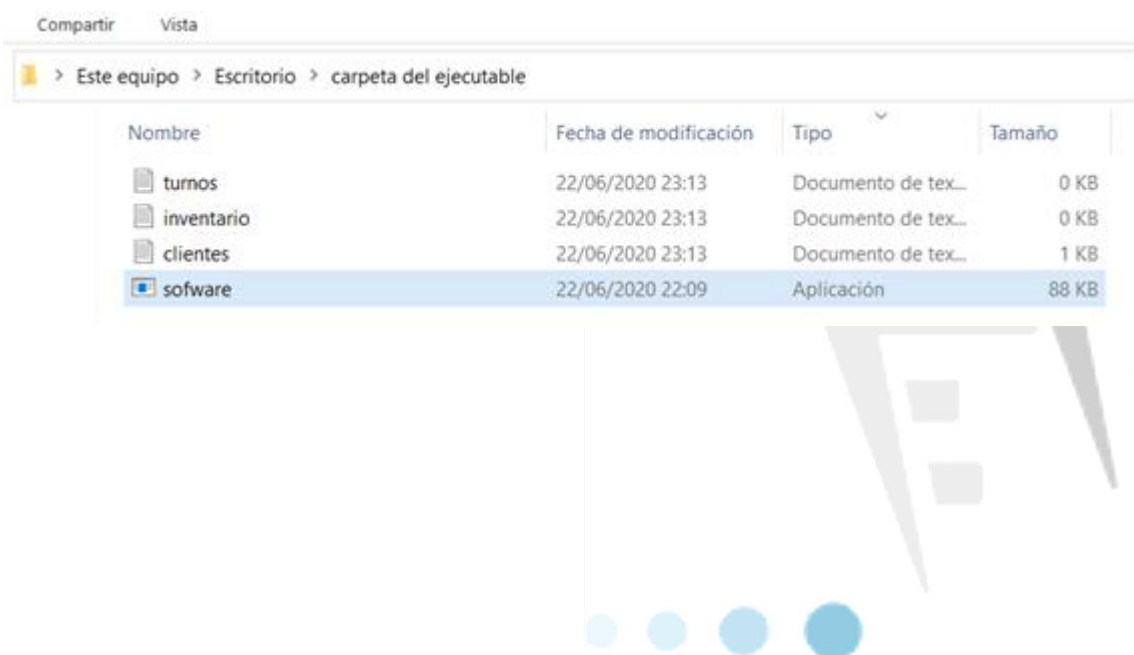 Compartir Vista
> Este equipo > Escritorio > carpeta del ejecutable
Nombre Fecha de modificación Tipo Tamaño
turnos 22/06/2020 23:13 Documento de tex... 0 KB
inventario 22/06/2020 23:13 Documento de tex... 0 KB
clientes 22/06/2020 23:13 Documento de tex... 1 KB
sofware 22/06/2020 22:09 Aplicación 88 KB